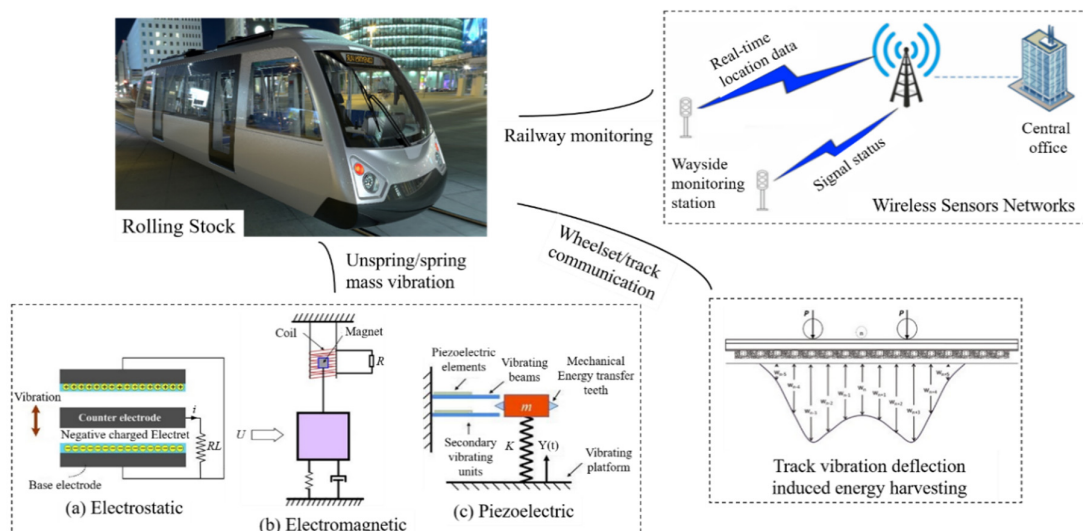 Rolling Stock
Railway monitoring
Real-time
location data
Signal status
Wayside
monitoring
station
Central
office
Wireless Sensors Networks
Unspring/spring
mass vibration
Wheelset/track
communication
Vibration
Counter electrode
i
Negative charged Electret
RL
Base electrode
(a) Electrostatic
Coil
Magnet
R
U
(b) Electromagnetic
Piezoelectric
elements
Vibrating
beams
Mechanical
Energy transfer
teeth
m
K
Y(t)
Secondary
vibrating
units
Vibrating
platform
(c) Piezoelectric
P
P
Track vibration deflection
induced energy harvesting